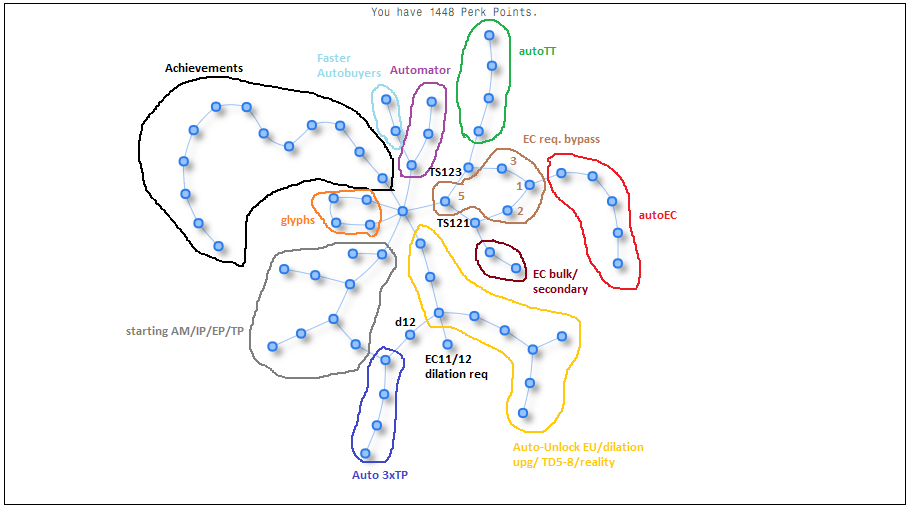 You have 1448 Perk Points.
Faster
Autobuyers
Automator
autoTT
Achievements
EC req. bypass
TS123
3
1
5
2
autoEC
glyphs
TS121
EC bulk/
secondary
starting AM/IP/EP/TP
d12
EC11/12
dilation req
Auto-Unlock EU/dilation
upg/ TD5-8/reality
Auto 3xTP